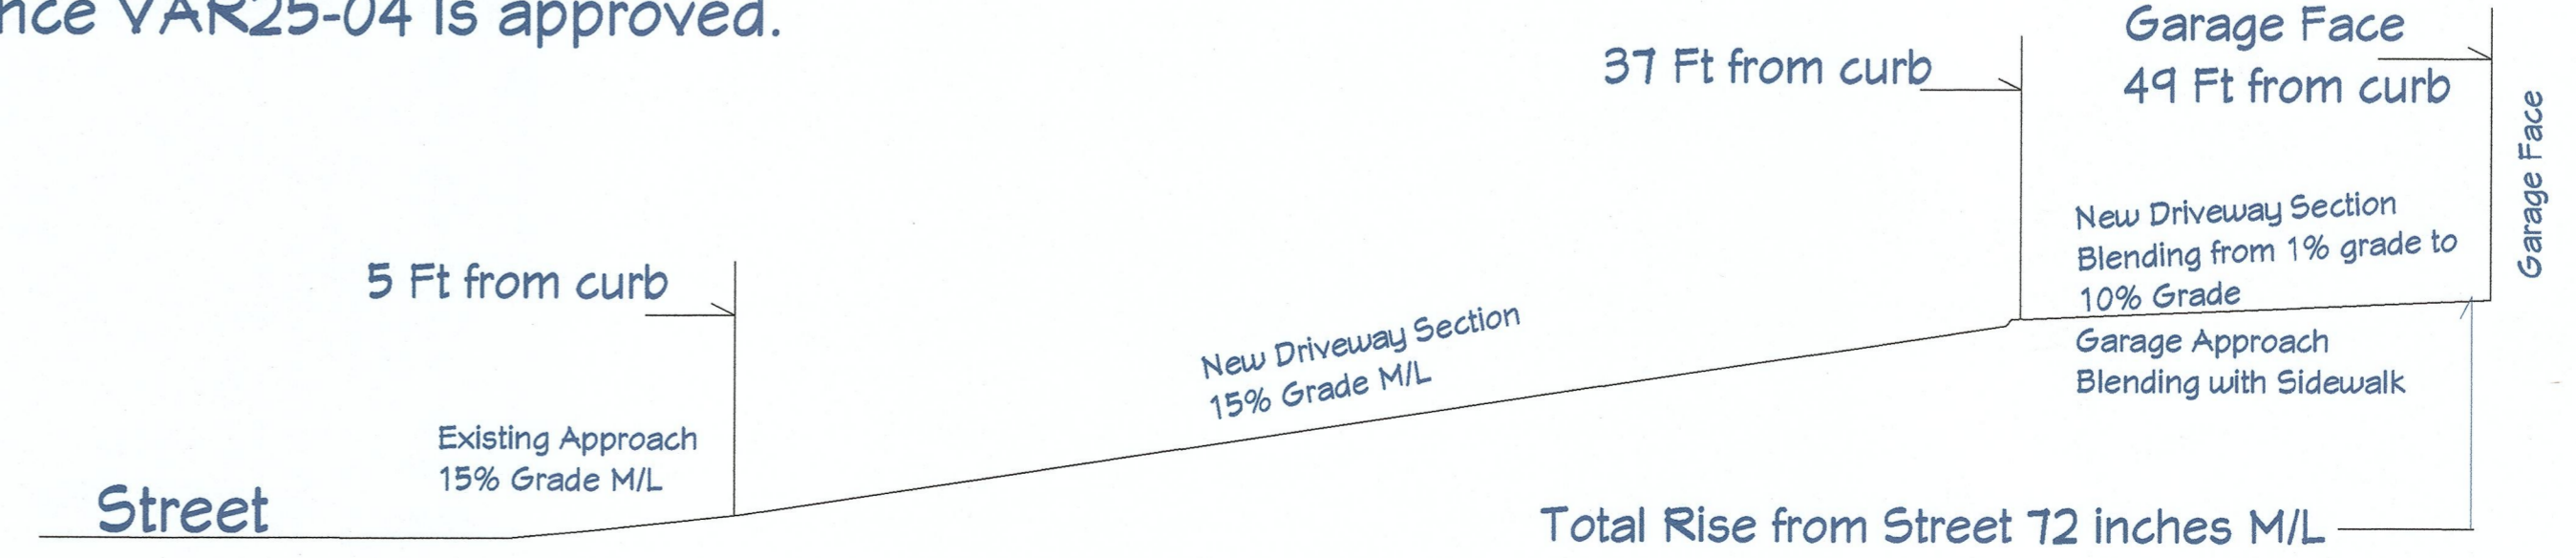 nce VAR25-04 is approved.
Garage Face
49 Ft from curb
37 Ft from curb
Garage Face
5 Ft from curb
New Driveway Section
Blending from 1% grade to
10% Grade
New Driveway Section
15% Grade M/L
Garage Approach
Blending with Sidewalk
Existing Approach
15% Grade M/L
Street
Total Rise from Street 72 inches M/L